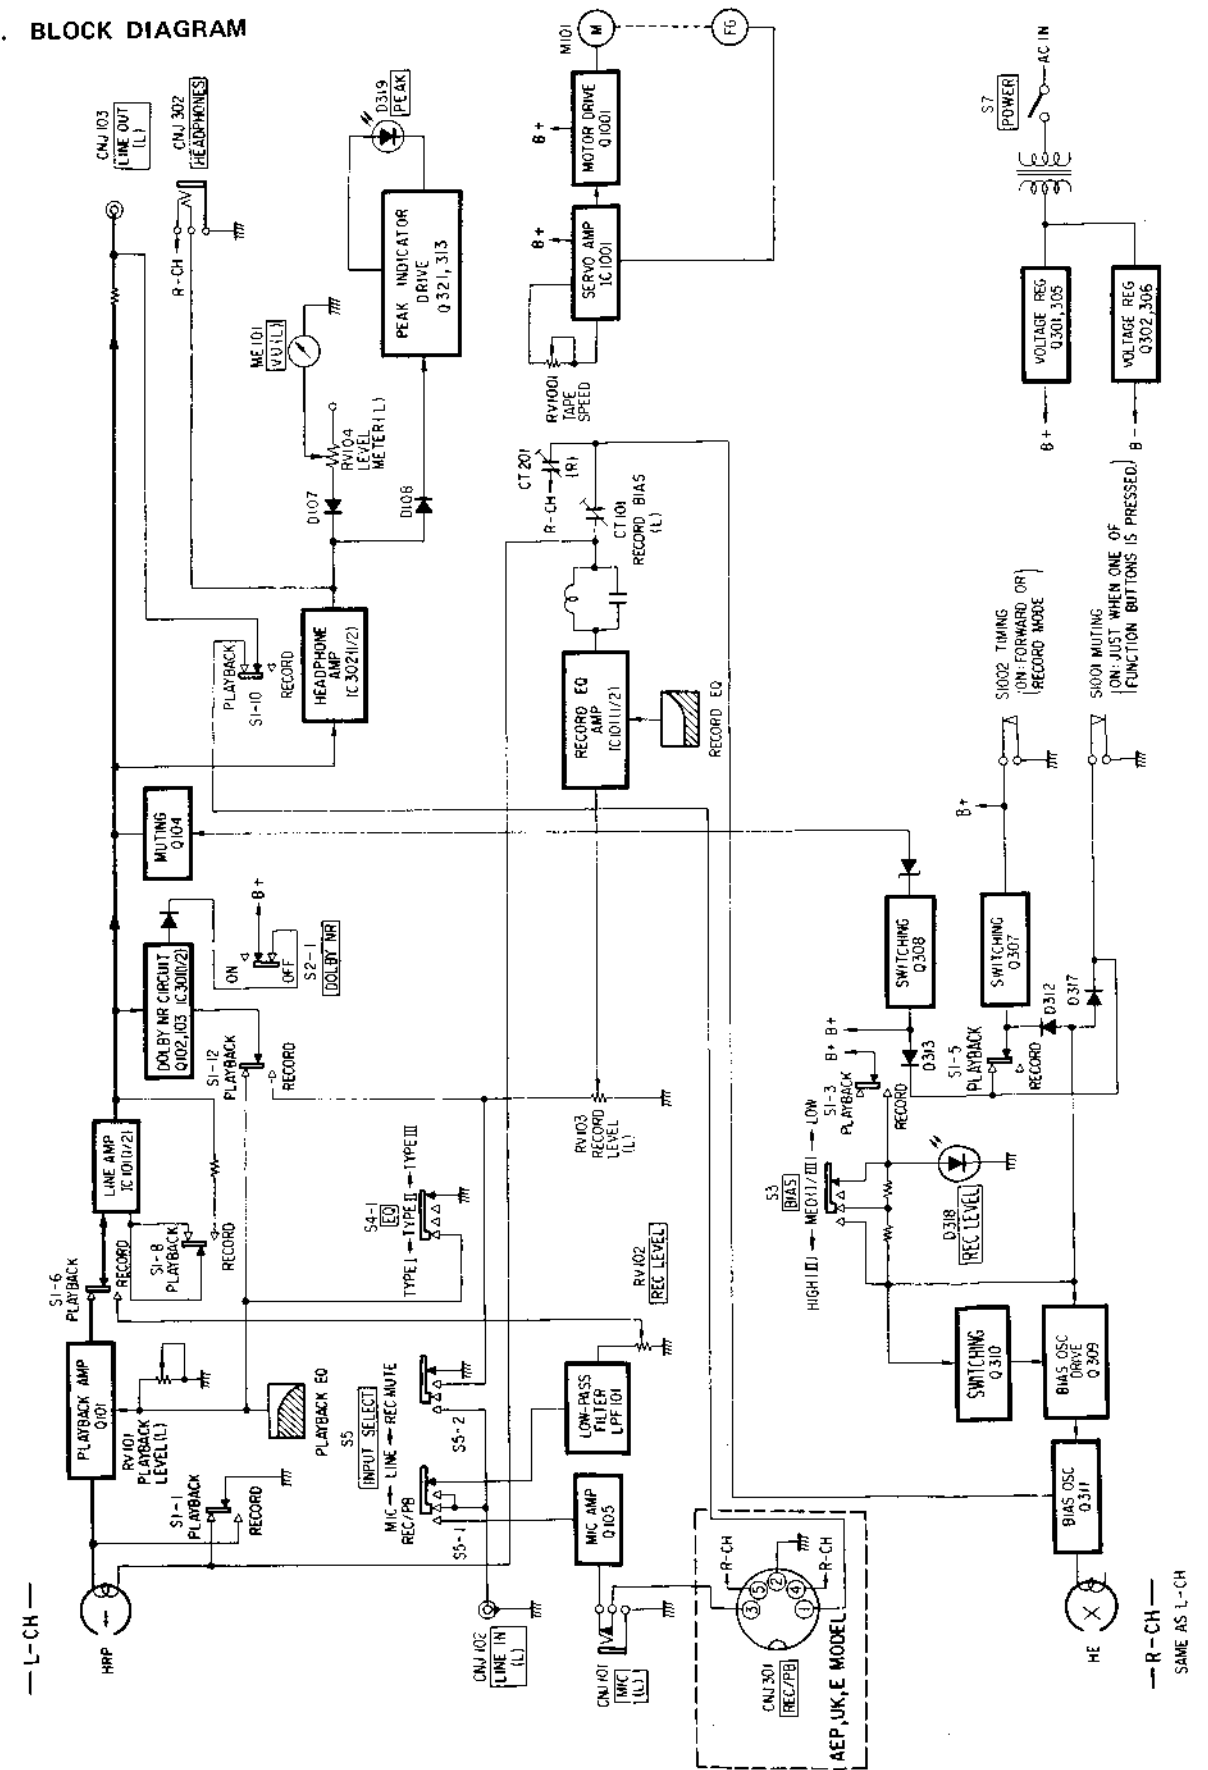 . BLOCK DIAGRAM
— L-CH —
HRP
S1-1
PLAYBACK
RECORD
PLAYBACK AMP
Q101
RV101
PLAYBACK
LEVEL(L)
PLAYBACK EQ
S1-6
PLAYBACK
RECORD
S1-8
PLAYBACK
RECORD
LINE AMP
IC101(1/2)
DOLBY NR CIRCUIT
Q102,103 IC301(1/2)
S1-12
PLAYBACK
RECORD
ON
OFF
B+
S2-1
DOLBY NR
MUTING
Q104
S1-10
PLAYBACK
RECORD
HEADPHONE
AMP
IC302(1/2)
R-CH
CNJ103
LINE OUT
(L)
CNJ302
HEADPHONES
D107
D108
RV104
LEVEL
METER(L)
ME101
VU(L)
PEAK INDICATOR
DRIVE
Q321, 313
D319
PEAK
CNJ102
LINE IN
(L)
S5
INPUT SELECT
MIC LINE REC MUTE
REC/PB
S5-1
S5-2
S4-1
EQ
TYPE I TYPE II TYPE III
CNJ101
MIC
(L)
MIC AMP
Q105
LOW-PASS
FILTER
LPF101
RV102
REC LEVEL
RV103
RECORD
LEVEL
(L)
RECORD EQ
AMP
IC101(1/2)
RECORD EQ
CT101
RECORD BIAS
(L)
R-CH
CT201
(R)
RV1001
TAPE
SPEED
SERVO AMP
IC1001
B+
MOTOR DRIVE
Q1001
B+
M101
M
FG
CNJ301
REC/PB
3
5
2
4
1
R-CH
R-CH
AEP,UK,E MODEL
HE
BIAS OSC
Q311
BIAS OSC
DRIVE
Q309
SWITCHING
Q310
S3
BIAS
HIGH(II) MED(I/III) LOW
D318
REC LEVEL
S1-3
PLAYBACK
RECORD
B+
B+
D313
SWITCHING
Q308
S1-5
PLAYBACK
RECORD
D312
D317
SWITCHING
Q307
B+
S1002 TIMING
(ON: FORWARD OR
RECORD MODE)
S1001 MUTING
(ON: JUST WHEN ONE OF
FUNCTION BUTTONS IS PRESSED.)
B+
VOLTAGE REG
Q301,305
B-
VOLTAGE REG
Q302,306
S7
POWER
AC IN
— R-CH —
SAME AS L-CH